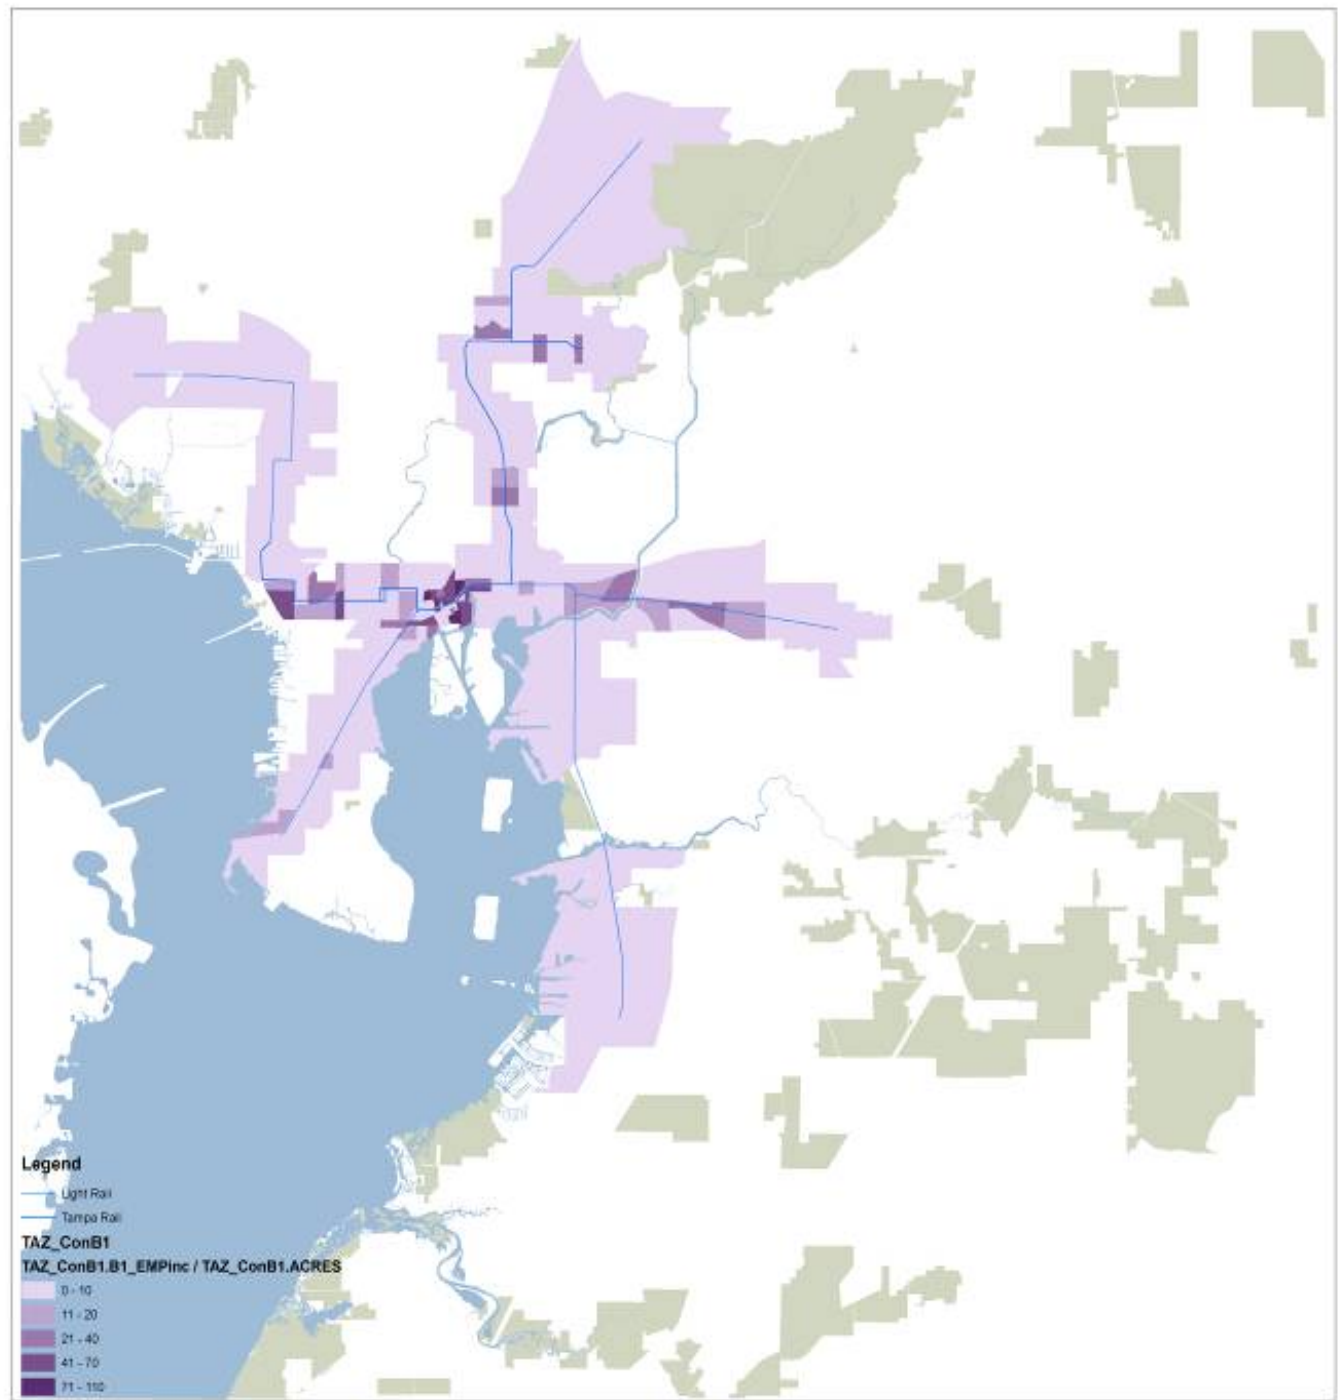 Legend
Light Rail
Tampa Rail
TAZ_ConB1
TAZ_ConB1.B1_EMPinc / TAZ_ConB1.ACRES
0 - 10
11 - 20
21 - 40
41 - 70
71 - 110